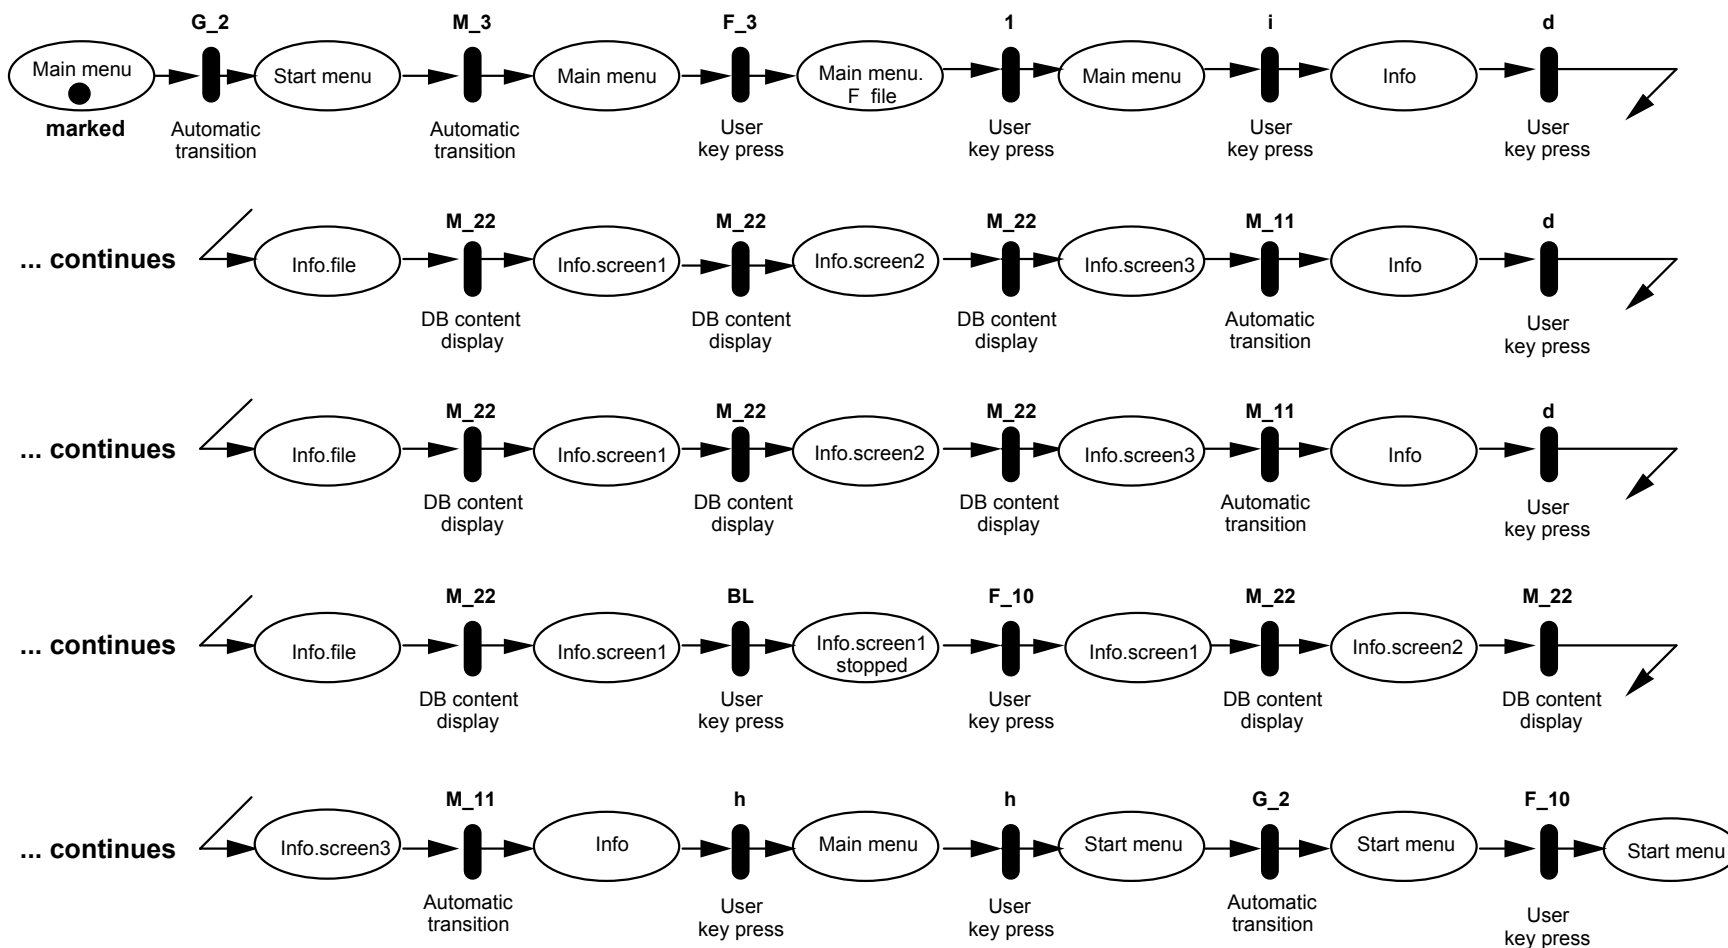 G_2 M_3 F_3 1 i d
Main menu Start menu Main menu Main menu. Main menu Info
F_file
marked
Automatic Automatic User User User User
transition transition key press key press key press key press
M_22 M_22 M_22 M_11 d
... continues Info.file Info.screen1 Info.screen2 Info.screen3 Info
DB content DB content DB content Automatic User
display display display transition key press
M_22 M_22 M_22 M_11 d
... continues Info.file Info.screen1 Info.screen2 Info.screen3 Info
DB content DB content DB content Automatic User
display display display transition key press
M_22 BL F_10 M_22 M_22
... continues Info.file Info.screen1 Info.screen1 Info.screen1 Info.screen2
stopped
DB content User User DB content DB content
display key press key press display display
M_11 h h G_2 F_10
... continues Info.screen3 Info Main menu Start menu Start menu Start menu
Automatic User User Automatic User
transition key press key press transition key press